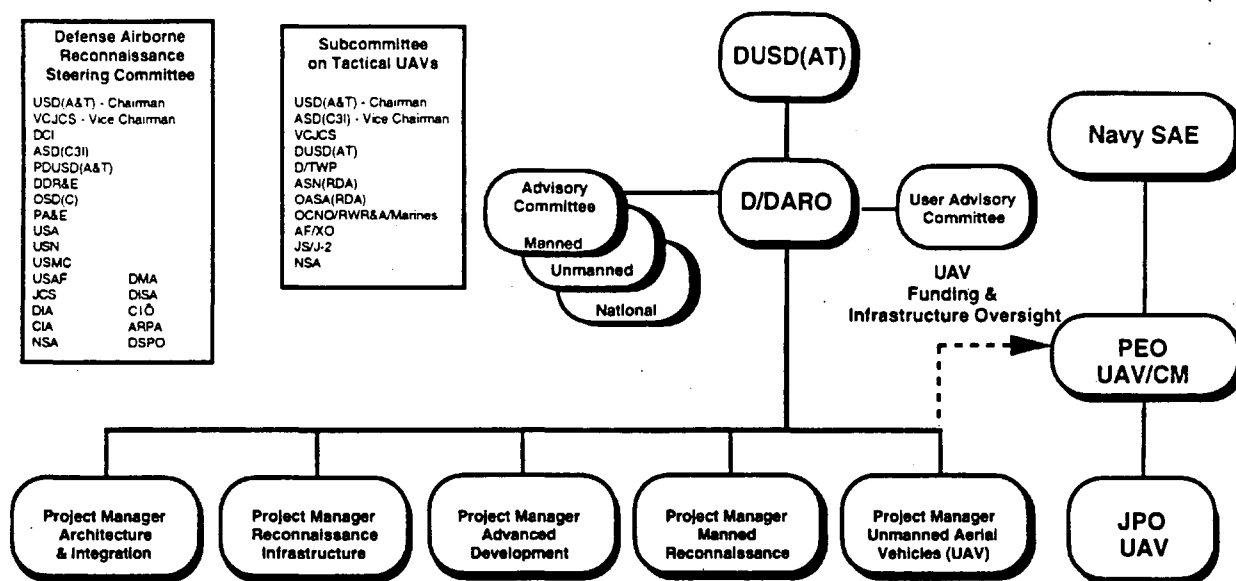 Defense Airborne
Reconnaissance
Steering Committee
USD(A&T) - Chairman
VCJCS - Vice Chairman
DCI
ASD(C3I)
PDUSD(A&T)
DDR&E
OSD(C)
PA&E
USA
USN
USMC
USAF DMA
JCS DISA
DIA CIO
CIA ARPA
NSA DSPO
Subcommittee
on Tactical UAVs
USD(A&T) - Chairman
ASD(C3I) - Vice Chairman
VCJCS
DUSD(AT)
D/TWP
ASN(RDA)
OASA(RDA)
OCNO/RWR&A/Marines
AF/XO
JS/J-2
NSA
DUSD(AT)
D/DARO
Advisory
Committee
Manned
Unmanned
National
User Advisory
Committee
UAV
Funding &
Infrastructure Oversight
Navy SAE
PEO
UAV/CM
JPO
UAV
Project Manager
Architecture
& Integration
Project Manager
Reconnaissance
Infrastructure
Project Manager
Advanced
Development
Project Manager
Manned
Reconnaissance
Project Manager
Unmanned Aerial
Vehicles (UAV)